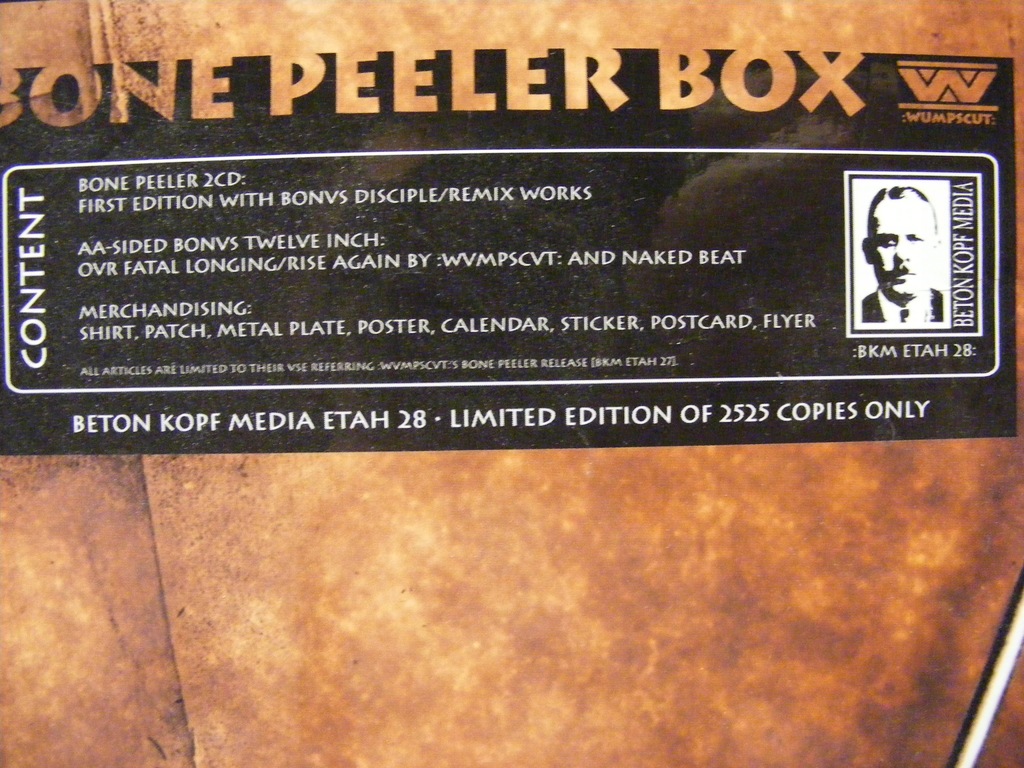 BONE PEELER BOX
W
:WUMPSCUT:
CONTENT
BONE PEELER 2CD:
FIRST EDITION WITH BONVS DISCIPLE/REMIX WORKS
AA-SIDED BONVS TWELVE INCH:
OVR FATAL LONGING/RISE AGAIN BY :WVMPSCVT: AND NAKED BEAT
MERCHANDISING:
SHIRT, PATCH, METAL PLATE, POSTER, CALENDAR, STICKER, POSTCARD, FLYER
ALL ARTICLES ARE LIMITED TO THEIR VSE REFERRING :WVMPSCVT:'S BONE PEELER RELEASE [BKM ETAH 27].
BETON KOPF MEDIA
:BKM ETAH 28:
BETON KOPF MEDIA ETAH 28 · LIMITED EDITION OF 2525 COPIES ONLY